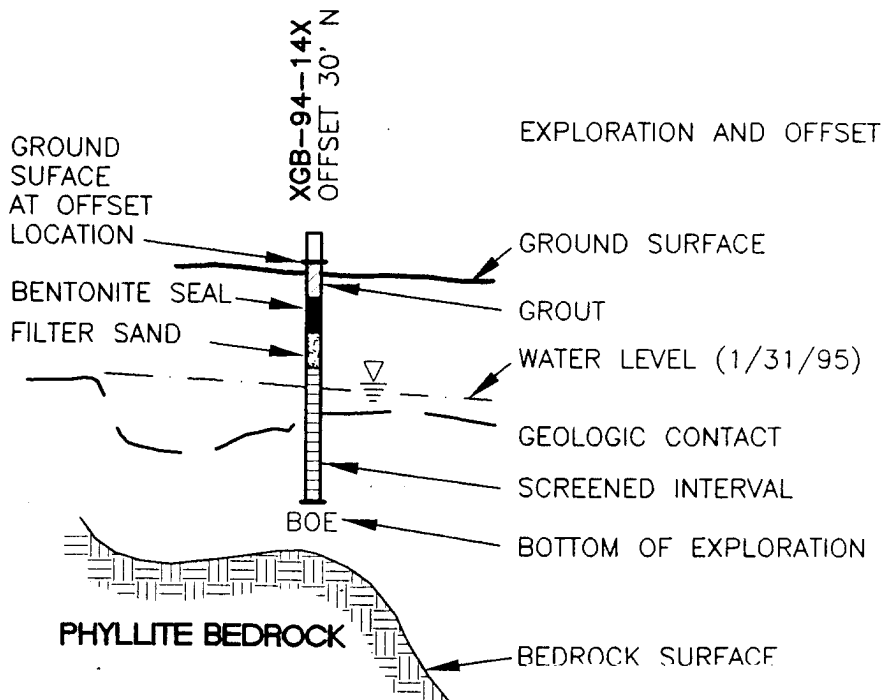 XGB-94-14X
OFFSET 30' N
EXPLORATION AND OFFSET
GROUND
SUFACE
AT OFFSET
LOCATION
GROUND SURFACE
BENTONITE SEAL
GROUT
FILTER SAND
WATER LEVEL (1/31/95)
GEOLOGIC CONTACT
SCREENED INTERVAL
BOE
BOTTOM OF EXPLORATION
PHYLLITE BEDROCK
BEDROCK SURFACE